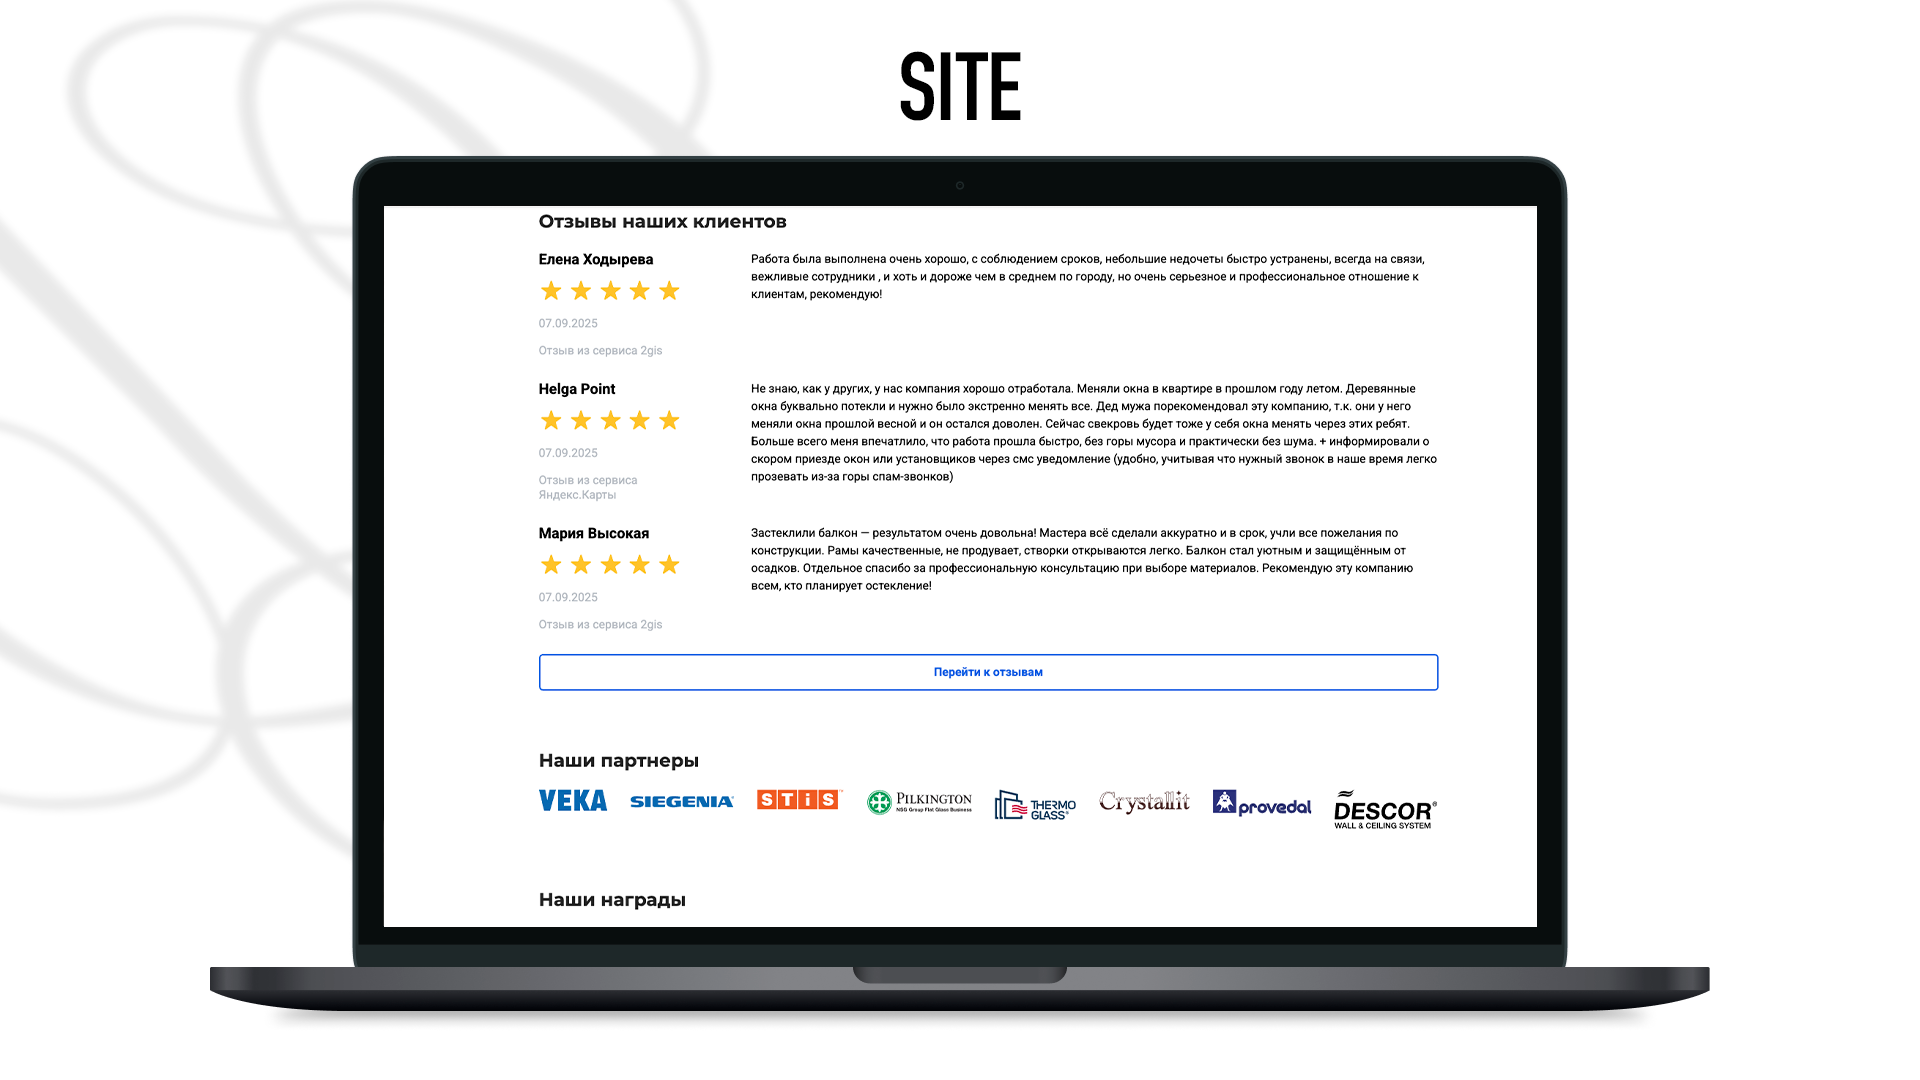 SITE
Отзывы наших клиентов
Елена Ходырева
Работа была выполнена очень хорошо, с соблюдением сроков, небольшие недочеты быстро устранены, всегда на связи,
вежливые сотрудники , и хоть и дороже чем в среднем по городу, но очень серьезное и профессиональное отношение к
клиентам, рекомендую!
07.09.2025
Отзыв из сервиса 2gis
Helga Point
Не знаю, как у других, у нас компания хорошо отработала. Меняли окна в квартире в прошлом году летом. Деревянные
окна буквально потекли и нужно было экстренно менять все. Дед мужа порекомендовал эту компанию, т.к. они у него
меняли окна прошлой весной и он остался доволен. Сейчас свекровь будет тоже у себя окна менять через этих ребят.
Больше всего меня впечатлило, что работа прошла быстро, без горы мусора и практически без шума. + информировали о
скором приезде окон или установщиков через смс уведомление (удобно, учитывая что нужный звонок в наше время легко
прозевать из-за горы спам-звонков)
07.09.2025
Отзыв из сервиса
Яндекс.Карты
Мария Высокая
Застеклили балкон — результатом очень довольна! Мастера всё сделали аккуратно и в срок, учли все пожелания по
конструкции. Рамы качественные, не продувает, створки открываются легко. Балкон стал уютным и защищённым от
осадков. Отдельное спасибо за профессиональную консультацию при выборе материалов. Рекомендую эту компанию
всем, кто планирует остекление!
07.09.2025
Отзыв из сервиса 2gis
Перейти к отзывам
Наши партнеры
VEKA
SIEGENIA®
STiS
PILKINGTON
NSG Group Flat Glass Business
THERMO
GLASS®
Crystallit
provedal
DESCOR®
WALL & CEILING SYSTEM
Наши награды